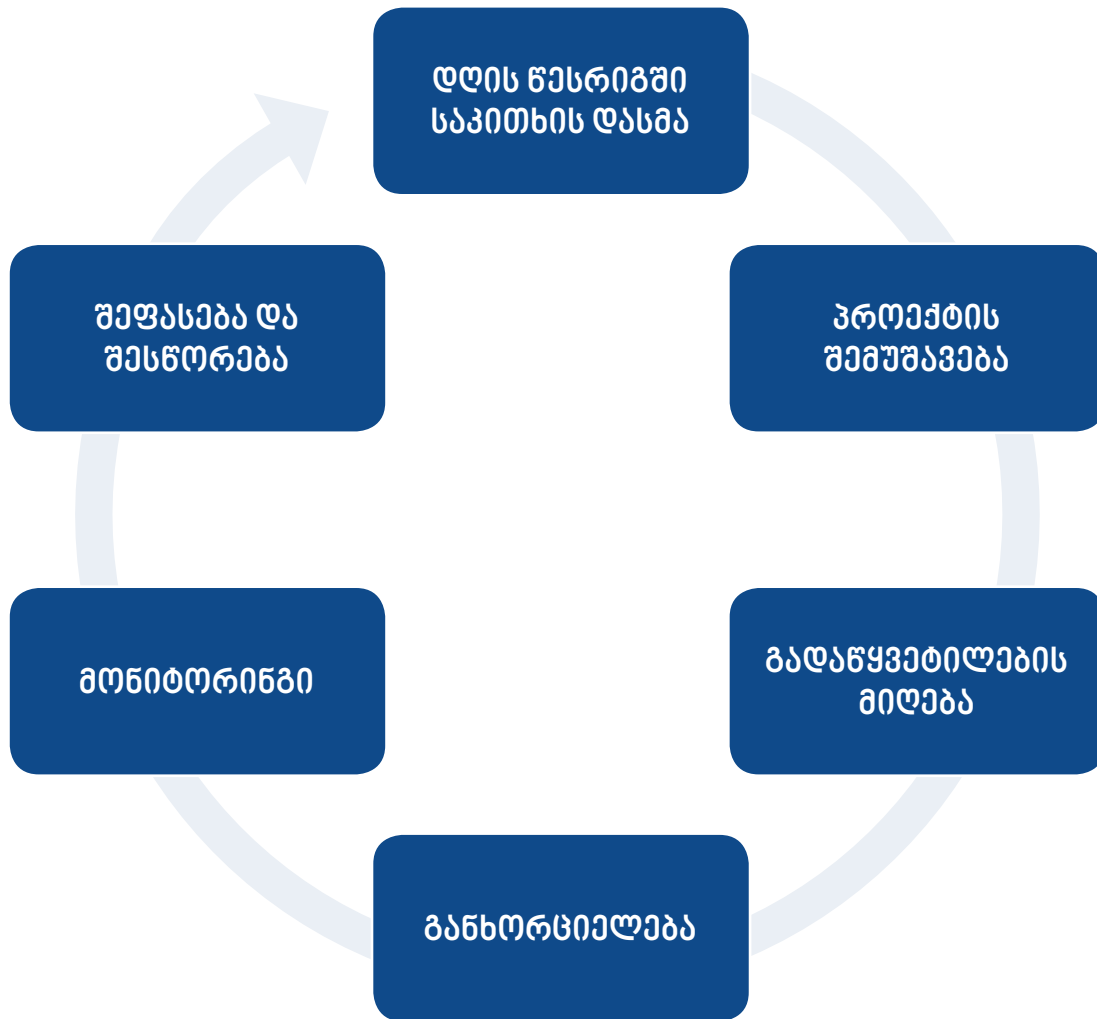 დღის წესრიგში
საკითხის დასმა
პროექტის
შემუშავება
გადაწყვეტილების
მიღება
განხორციელება
მონიტორინგი
შეფასება და
შესწორება